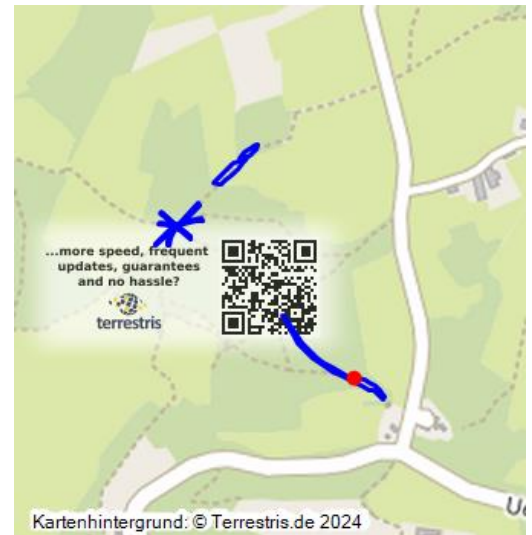 ...more speed, frequent
updates, guarantees
and no hassle?
terrestris
Kartenhintergrund: © Terrestris.de 2024